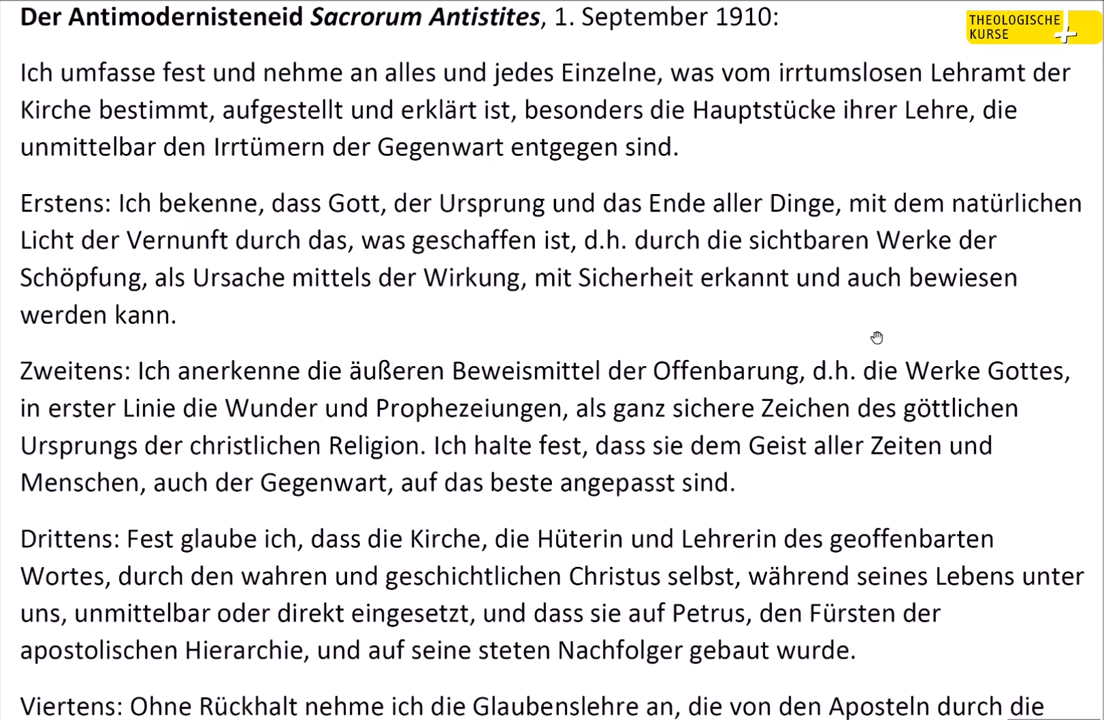 Der Antimodernisteneid Sacrorum Antistites, 1. September 1910:
THEOLOGISCHE
KURSE
Ich umfasse fest und nehme an alles und jedes Einzelne, was vom irrtumslosen Lehramt der
Kirche bestimmt, aufgestellt und erklärt ist, besonders die Hauptstücke ihrer Lehre, die
unmittelbar den Irrtümern der Gegenwart entgegen sind.
Erstens: Ich bekenne, dass Gott, der Ursprung und das Ende aller Dinge, mit dem natürlichen
Licht der Vernunft durch das, was geschaffen ist, d.h. durch die sichtbaren Werke der
Schöpfung, als Ursache mittels der Wirkung, mit Sicherheit erkannt und auch bewiesen
werden kann.
Zweitens: Ich anerkenne die äußeren Beweismittel der Offenbarung, d.h. die Werke Gottes,
in erster Linie die Wunder und Prophezeiungen, als ganz sichere Zeichen des göttlichen
Ursprungs der christlichen Religion. Ich halte fest, dass sie dem Geist aller Zeiten und
Menschen, auch der Gegenwart, auf das beste angepasst sind.
Drittens: Fest glaube ich, dass die Kirche, die Hüterin und Lehrerin des geoffenbarten
Wortes, durch den wahren und geschichtlichen Christus selbst, während seines Lebens unter
uns, unmittelbar oder direkt eingesetzt, und dass sie auf Petrus, den Fürsten der
apostolischen Hierarchie, und auf seine steten Nachfolger gebaut wurde.
Viertens: Ohne Rückhalt nehme ich die Glaubenslehre an, die von den Aposteln durch die